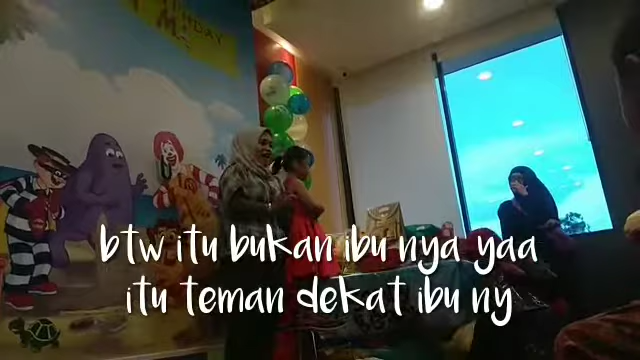 btw itu bukan ibu nya yaa
itu teman dekat ibu ny